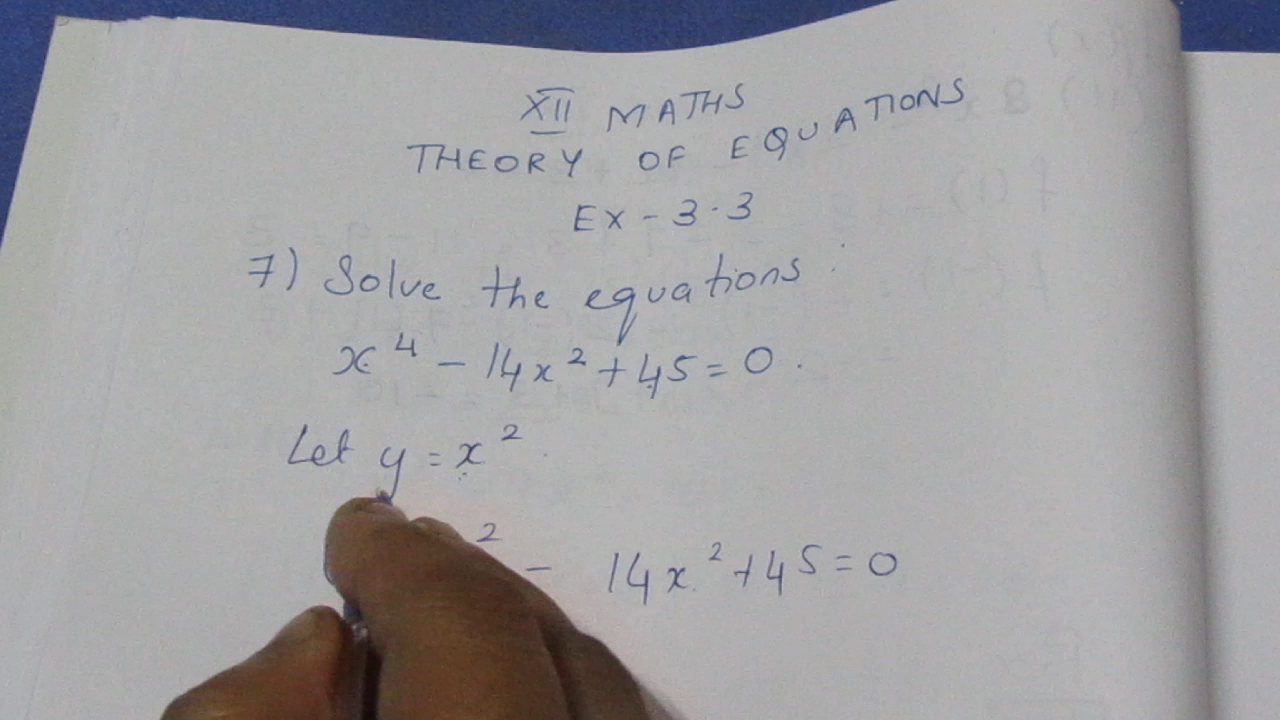 XII MATHS
THEORY OF EQUATIONS
Ex - 3.3
7) Solve the equations :
x⁴ - 14x² + 45 = 0.
Let y = x²
² - 14x² + 45 = 0